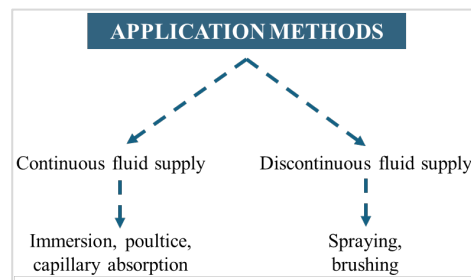 APPLICATION METHODS
Continuous fluid supply
Discontinuous fluid supply
Immersion, poultice,
capillary absorption
Spraying,
brushing